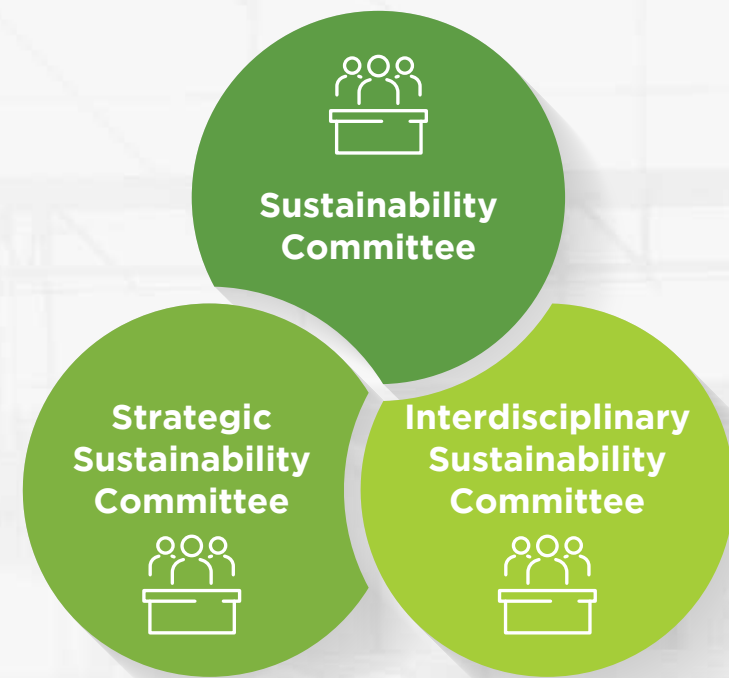 Sustainability
Committee
Strategic
Sustainability
Committee
Interdisciplinary
Sustainability
Committee